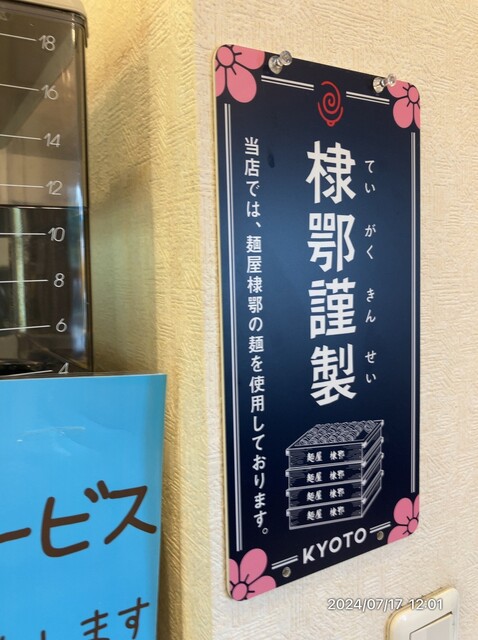 18
16
14
12
10
8
6
4
棣鄂謹製
ていがくきんせい
当店では、麺屋棣鄂の麺を使用しております。
麺屋 棣鄂
麺屋 棣鄂
麺屋 棣鄂
麺屋 棣鄂
KYOTO
ービス
します
2024/07/17 12:01